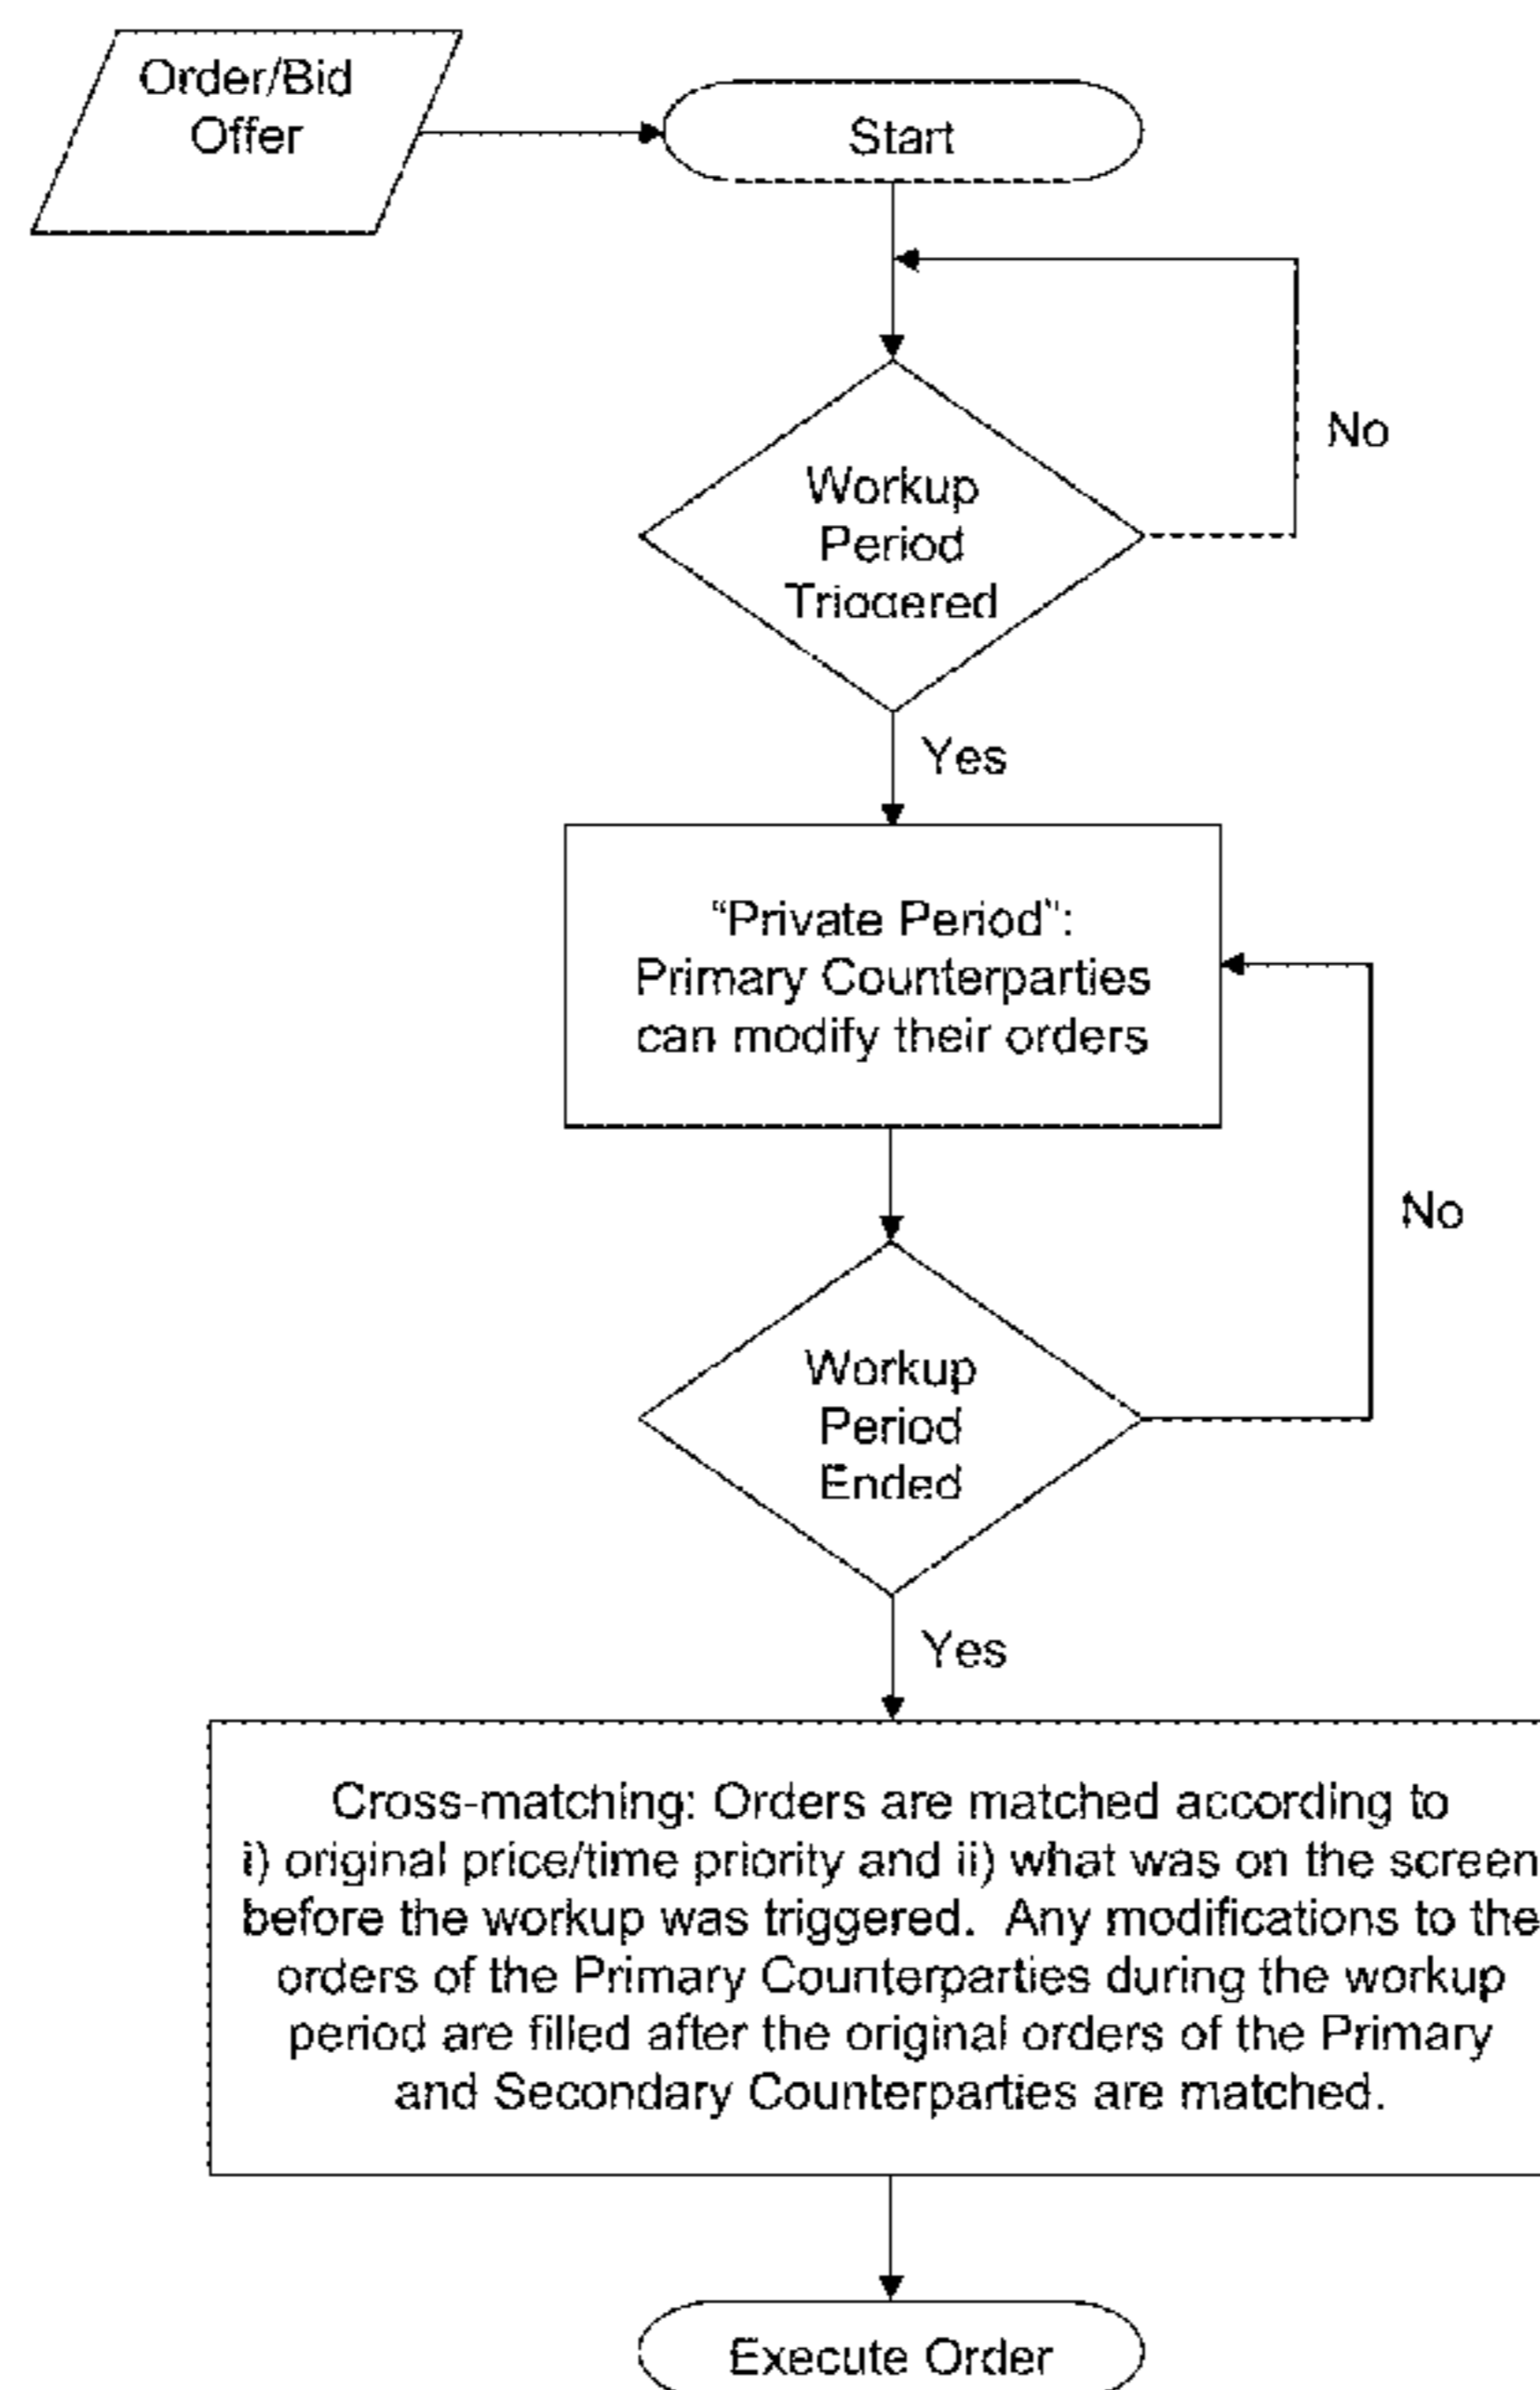 Order/Bid
Offer
Start
No
Workup
Period
Triggered
Yes
“Private Period”:
Primary Counterparties
can modify their orders
No
Workup
Period
Ended
Yes
Cross-matching: Orders are matched according to
i) original price/time priority and ii) what was on the screen
before the workup was triggered.  Any modifications to the
orders of the Primary Counterparties during the workup
period are filled after the original orders of the Primary
and Secondary Counterparties are matched.
Execute Order